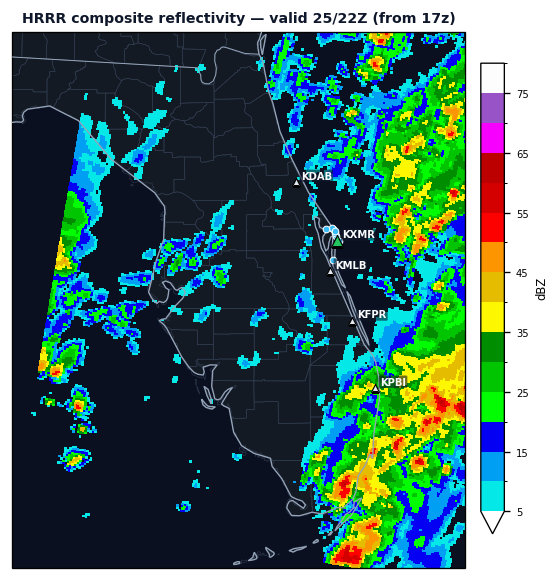 HRRR composite reflectivity — valid 25/22Z (from 17z)
KDAB
KXMR
KMLB
KFPR
KPBI
75
65
55
45
35
25
15
5
dBZ